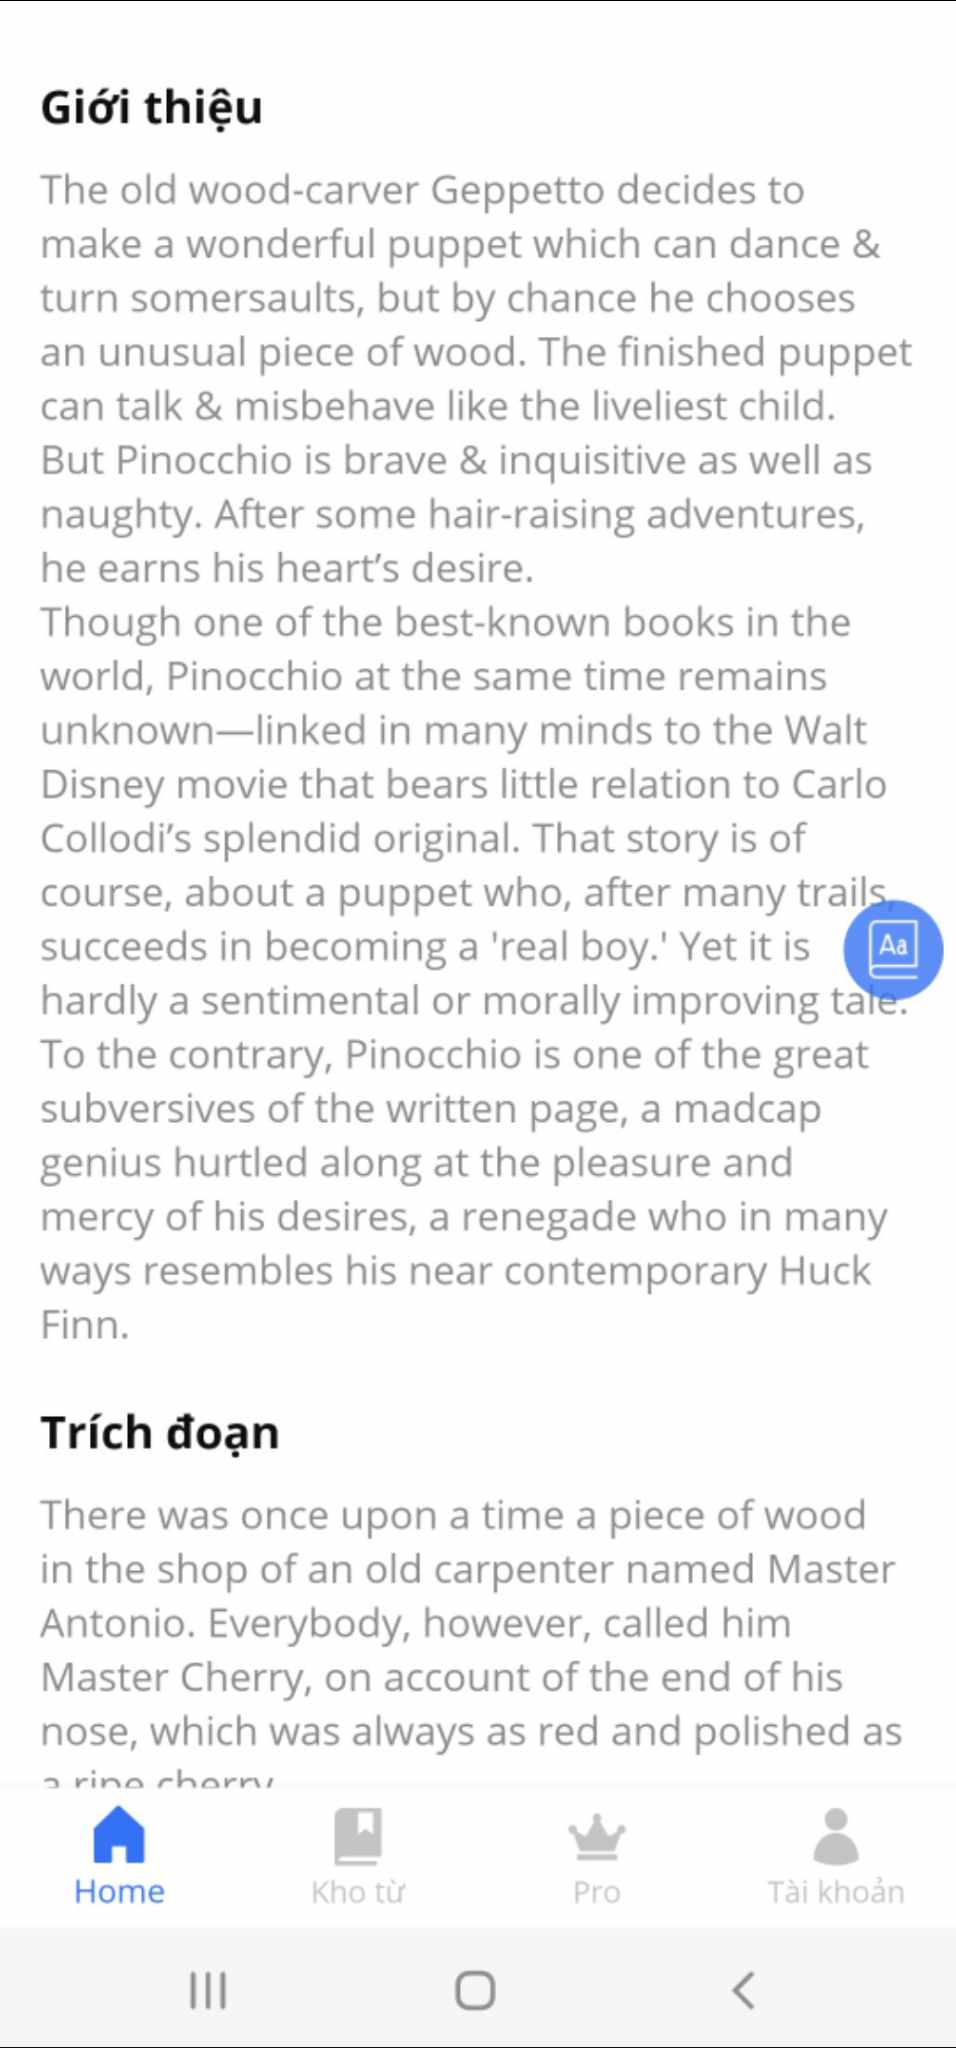 Giới thiệu
The old wood-carver Geppetto decides to
make a wonderful puppet which can dance &
turn somersaults, but by chance he chooses
an unusual piece of wood. The finished puppet
can talk & misbehave like the liveliest child.
But Pinocchio is brave & inquisitive as well as
naughty. After some hair-raising adventures,
he earns his heart’s desire.
Though one of the best-known books in the
world, Pinocchio at the same time remains
unknown—linked in many minds to the Walt
Disney movie that bears little relation to Carlo
Collodi’s splendid original. That story is of
course, about a puppet who, after many trails,
succeeds in becoming a 'real boy.' Yet it is
Aa
hardly a sentimental or morally improving tale.
To the contrary, Pinocchio is one of the great
subversives of the written page, a madcap
genius hurtled along at the pleasure and
mercy of his desires, a renegade who in many
ways resembles his near contemporary Huck
Finn.
Trích đoạn
There was once upon a time a piece of wood
in the shop of an old carpenter named Master
Antonio. Everybody, however, called him
Master Cherry, on account of the end of his
nose, which was always as red and polished as
a ripe cherry
Home
Kho từ
Pro
Tài khoản